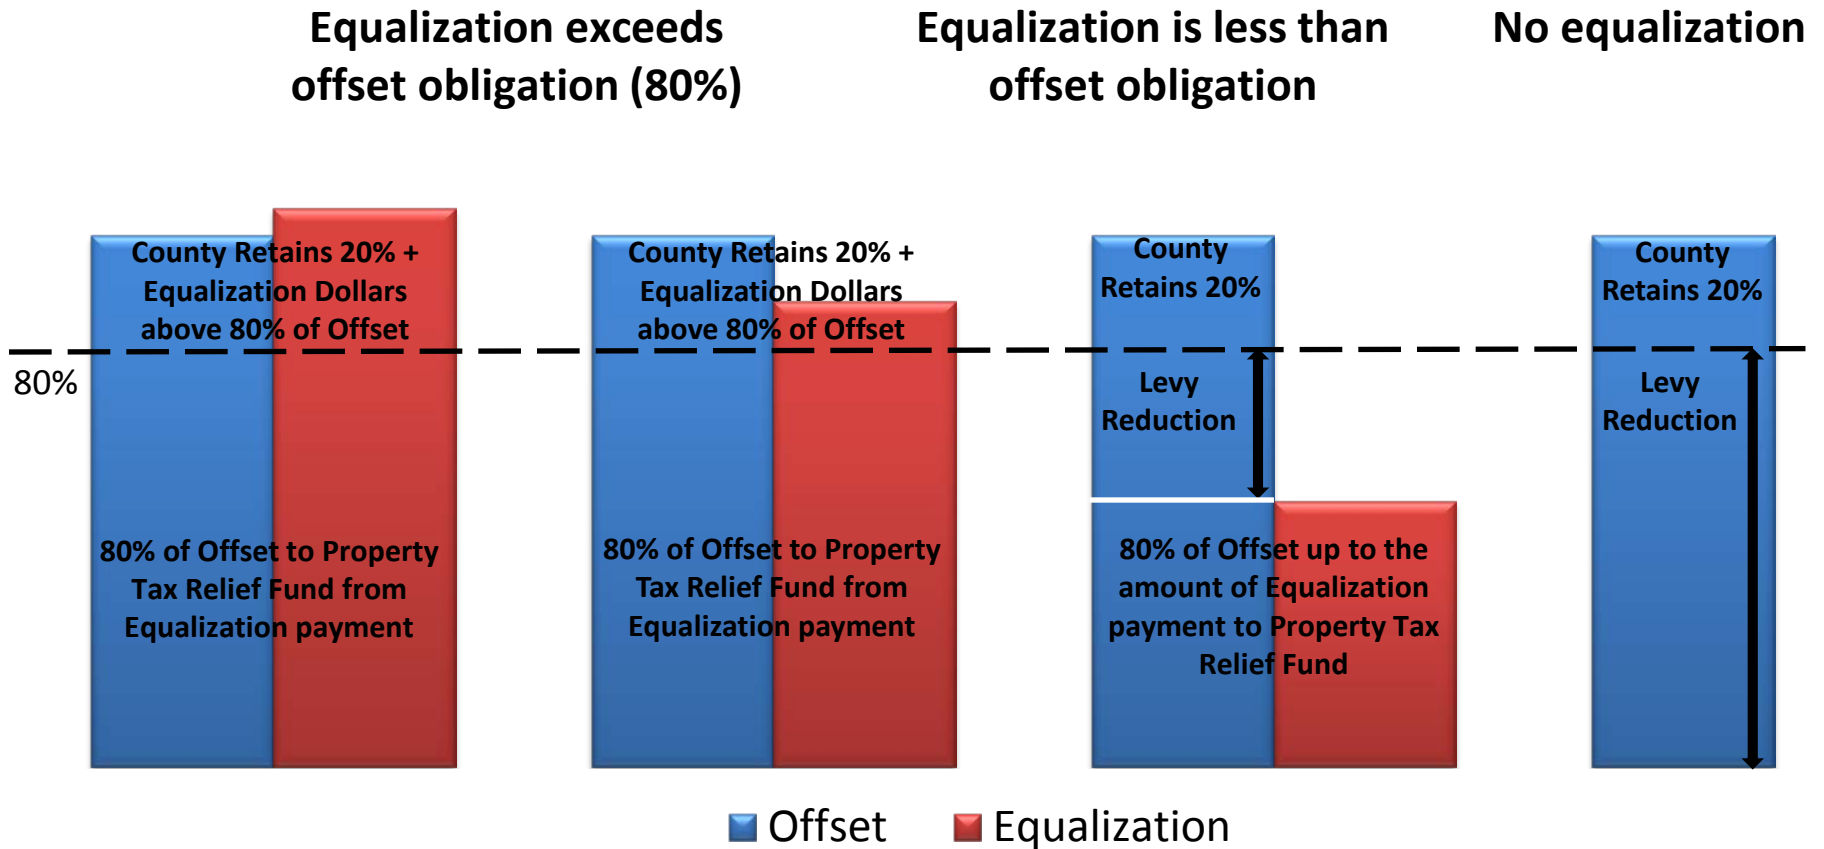 Equalization exceeds
offset obligation (80%)
Equalization is less than
offset obligation
No equalization
County Retains 20% +
Equalization Dollars
above 80% of Offset
County Retains 20% +
Equalization Dollars
above 80% of Offset
County
Retains 20%
County
Retains 20%
80%
Levy
Reduction
Levy
Reduction
80% of Offset to Property
Tax Relief Fund from
Equalization payment
80% of Offset to Property
Tax Relief Fund from
Equalization payment
80% of Offset up to the
amount of Equalization
payment to Property Tax
Relief Fund
Offset
Equalization